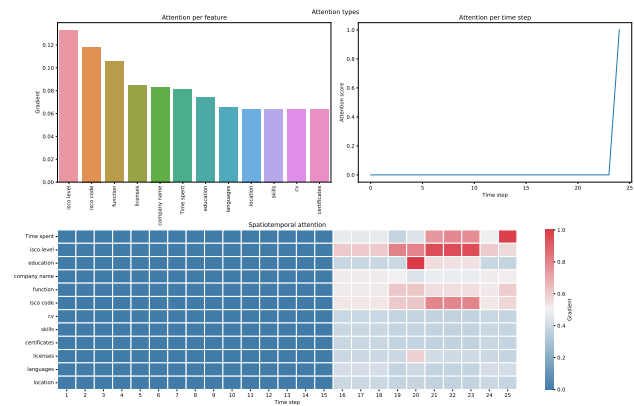 Attention types
Attention per feature
Gradient
0.12
0.10
0.08
0.06
0.04
0.02
0.00
isco level
isco code
function
licenses
company name
Time spent
education
languages
location
skills
cv
certificates
Attention per time step
Attention score
1.0
0.8
0.6
0.4
0.2
0.0
0 5 10 15 20 25
Time step
Spatiotemporal attention
Time spent
isco level
education
company name
function
isco code
cv
skills
certificates
licenses
languages
location
1 2 3 4 5 6 7 8 9 10 11 12 13 14 15 16 17 18 19 20 21 22 23 24 25
Time step
1.0
0.8
0.6
0.4
0.2
0.0
Gradient